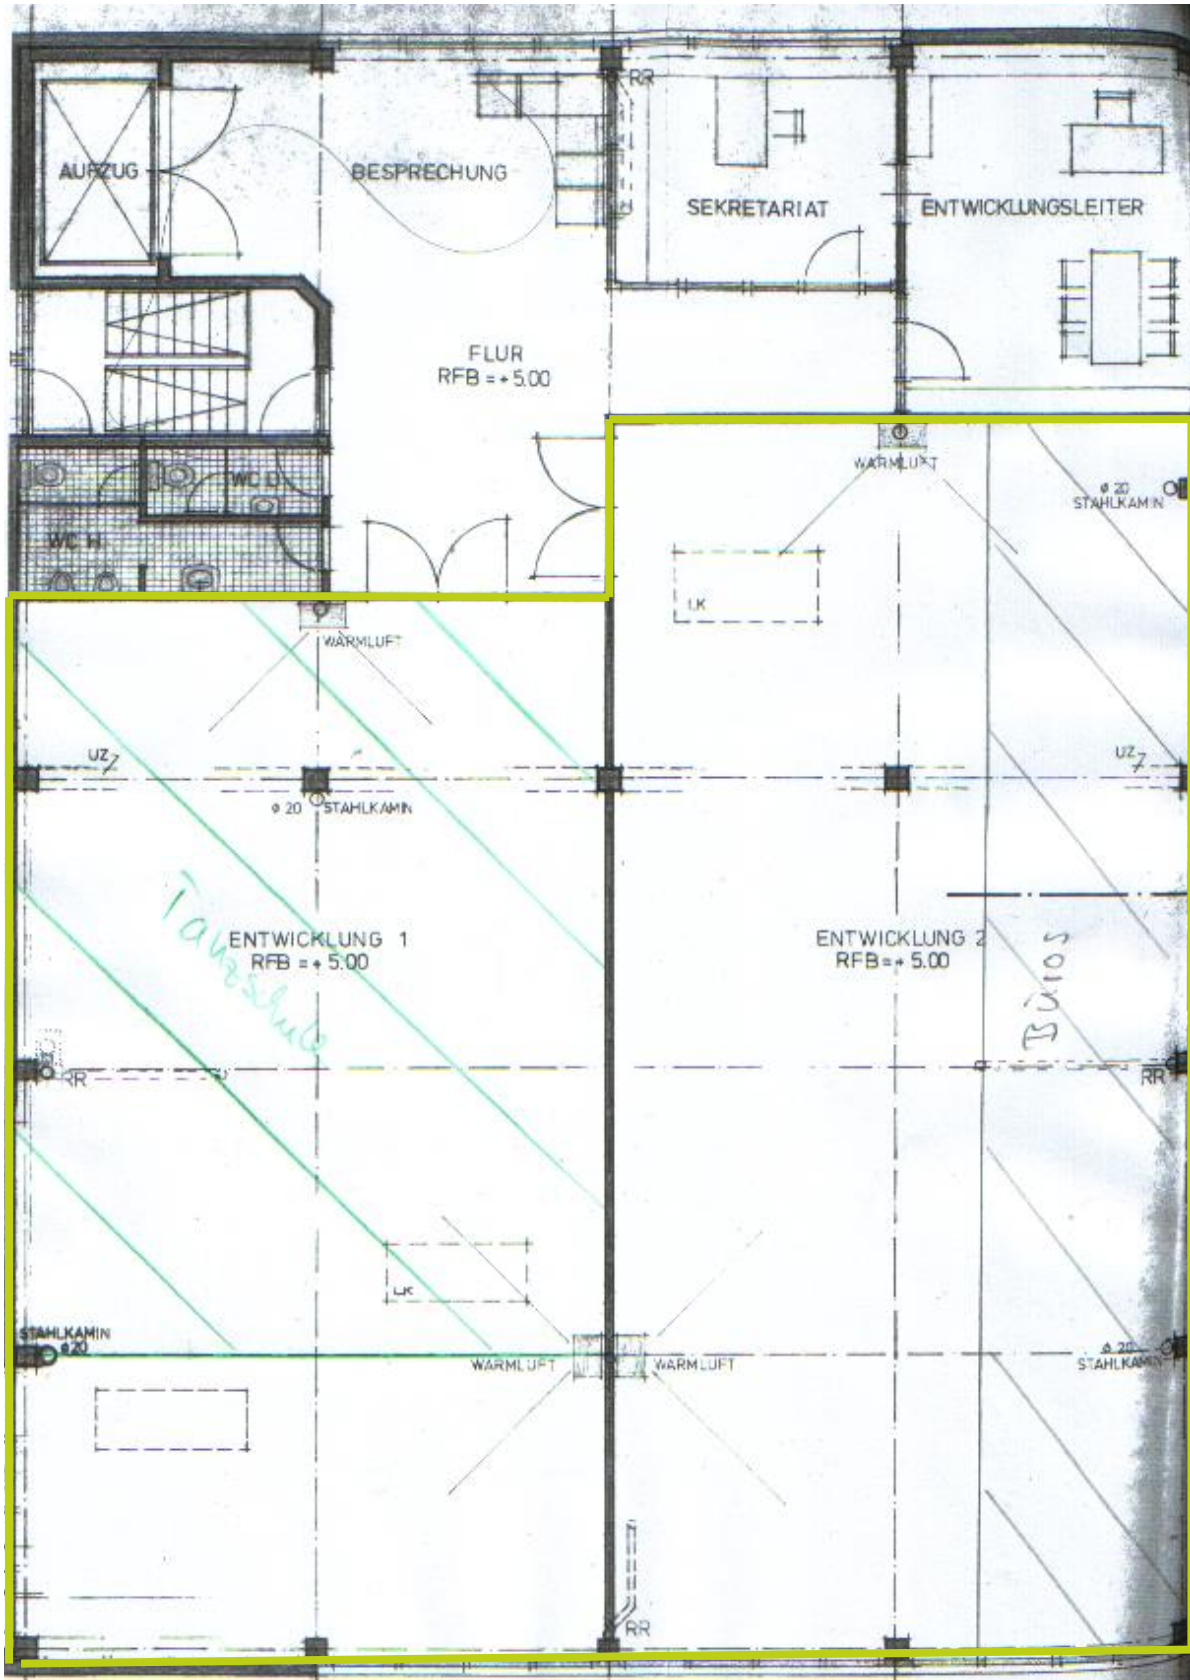 RR
AUFZUG
BESPRECHUNG
SEKRETARIAT
ENTWICKLUNGSLEITER
FLUR
RFB = + 5.00
WARMLUFT
WC D
ø 20
STAHLKAMIN
WC H
LK
WARMLUFT
UZ
UZ
ø 20 STAHLKAMIN
Tanzschule
ENTWICKLUNG 1
RFB = + 5.00
ENTWICKLUNG 2
RFB = + 5.00
Büros
RR
RR
LK
STAHLKAMIN
ø20
WARMLUFT
WARMLUFT
ø 20
STAHLKAMIN
RR